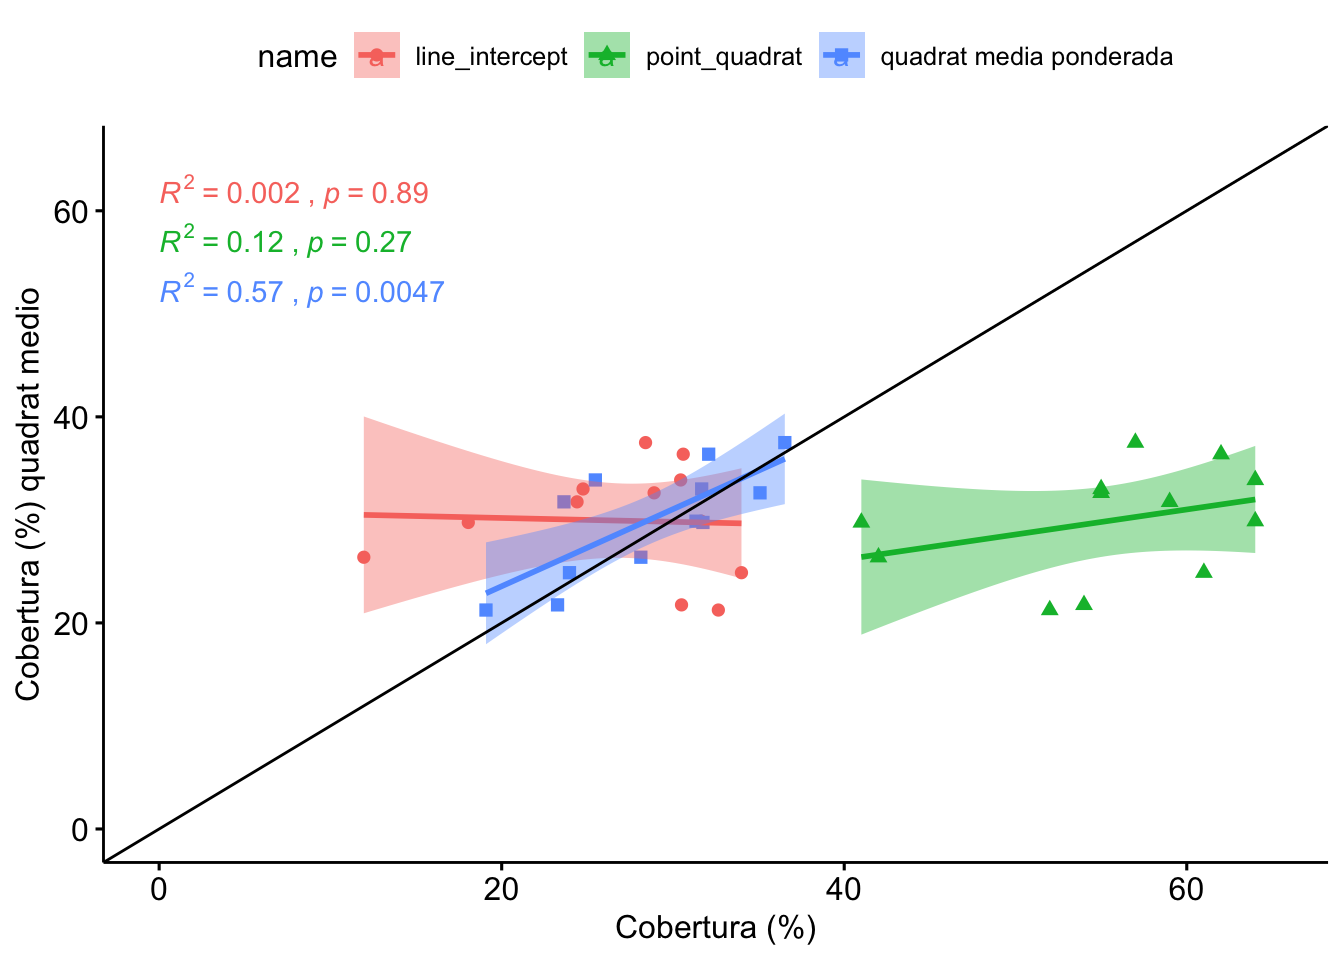 name a line_intercept a point_quadrat a quadrat media ponderada
R² = 0.002 , p = 0.89
R² = 0.12 , p = 0.27
R² = 0.57 , p = 0.0047
60
40
20
0
Cobertura (%) quadrat medio
0 20 40 60
Cobertura (%)